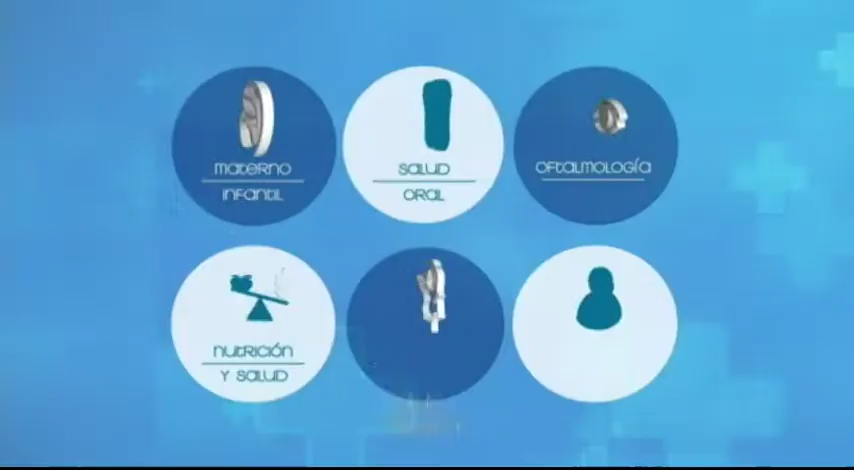 MATERNO
INFANTIL
SALUD
ORAL
OFTALMOLOGÍA
NUTRICIÓN
Y SALUD